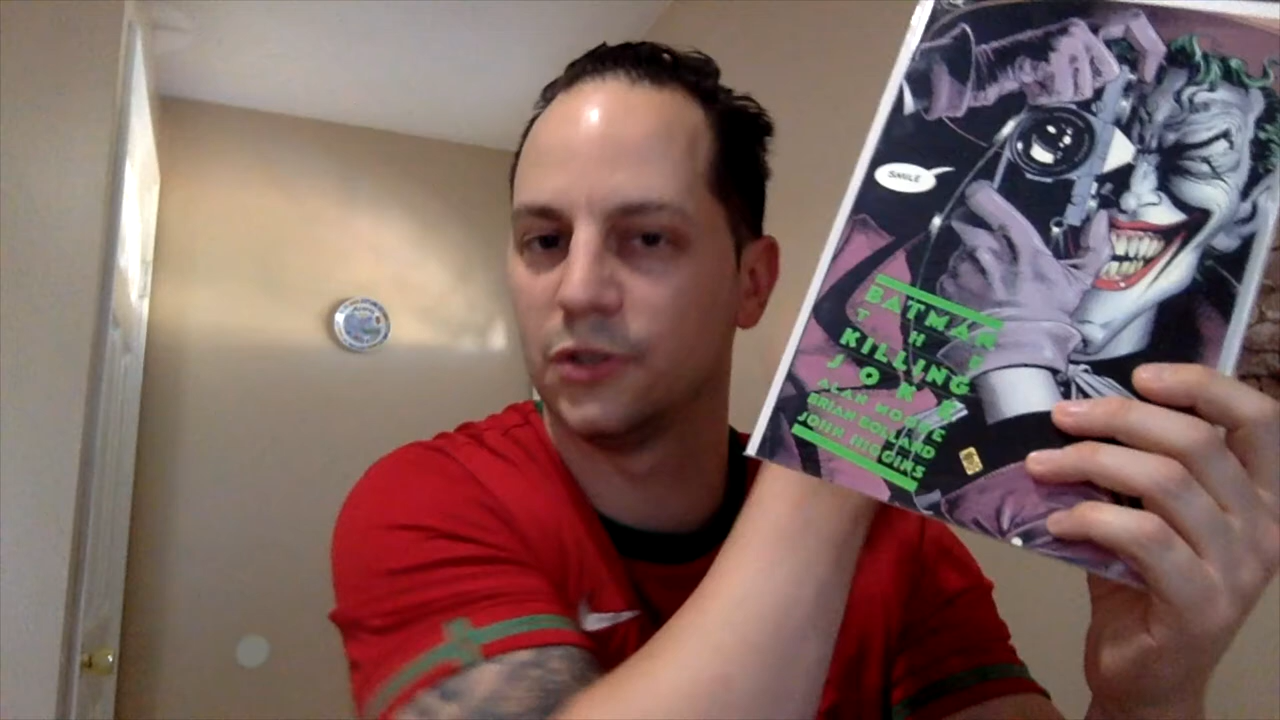 SMILE
BATMAN
THE
KILLING
JOKE
ALAN MOORE
BRIAN BOLLAND
JOHN HIGGINS